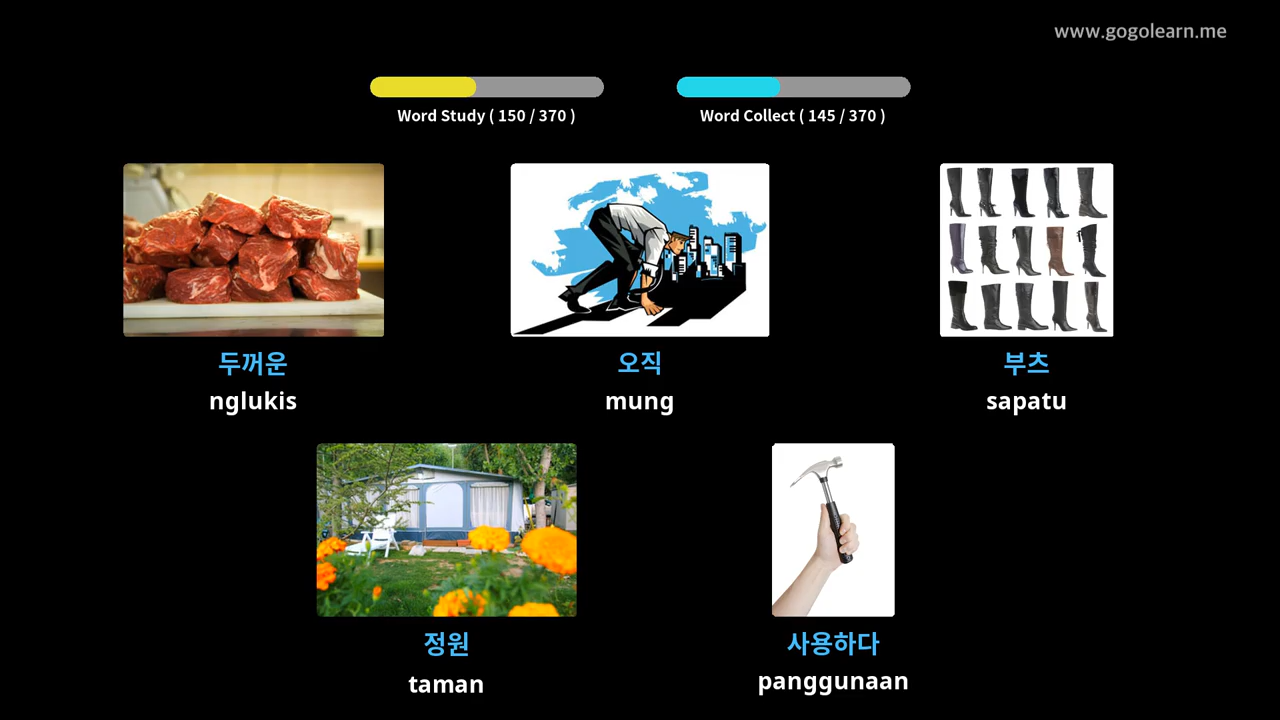 www.gogolearn.me
Word Study ( 150 / 370 )
Word Collect ( 145 / 370 )
두꺼운
nglukis
오직
mung
부츠
sapatu
정원
taman
사용하다
panggunaan